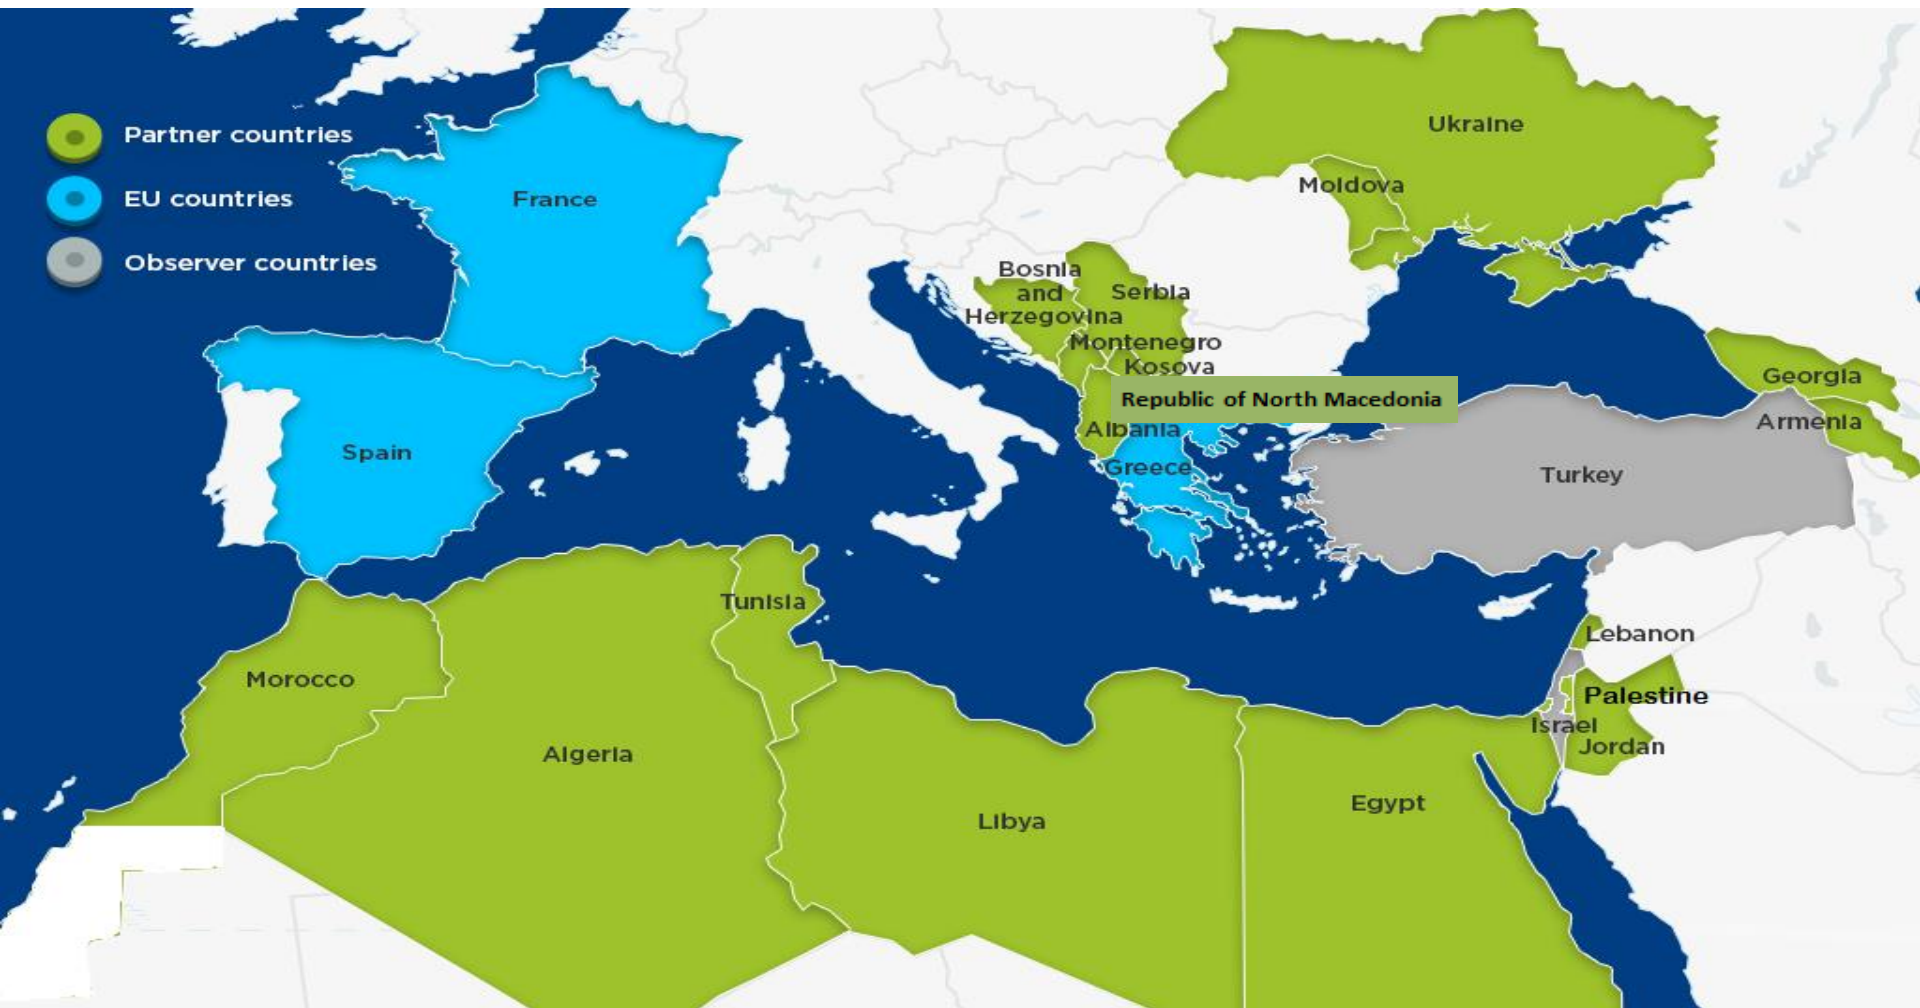 Partner countries
EU countries
Observer countries
Ukraine
France
Moldova
Bosnia
and
Herzegovina
Serbia
Montenegro
Kosova
Georgia
Republic of North Macedonia
Armenia
Albania
Spain
Greece
Turkey
Tunisia
Lebanon
Morocco
Palestine
Israel
Jordan
Algeria
Egypt
Libya